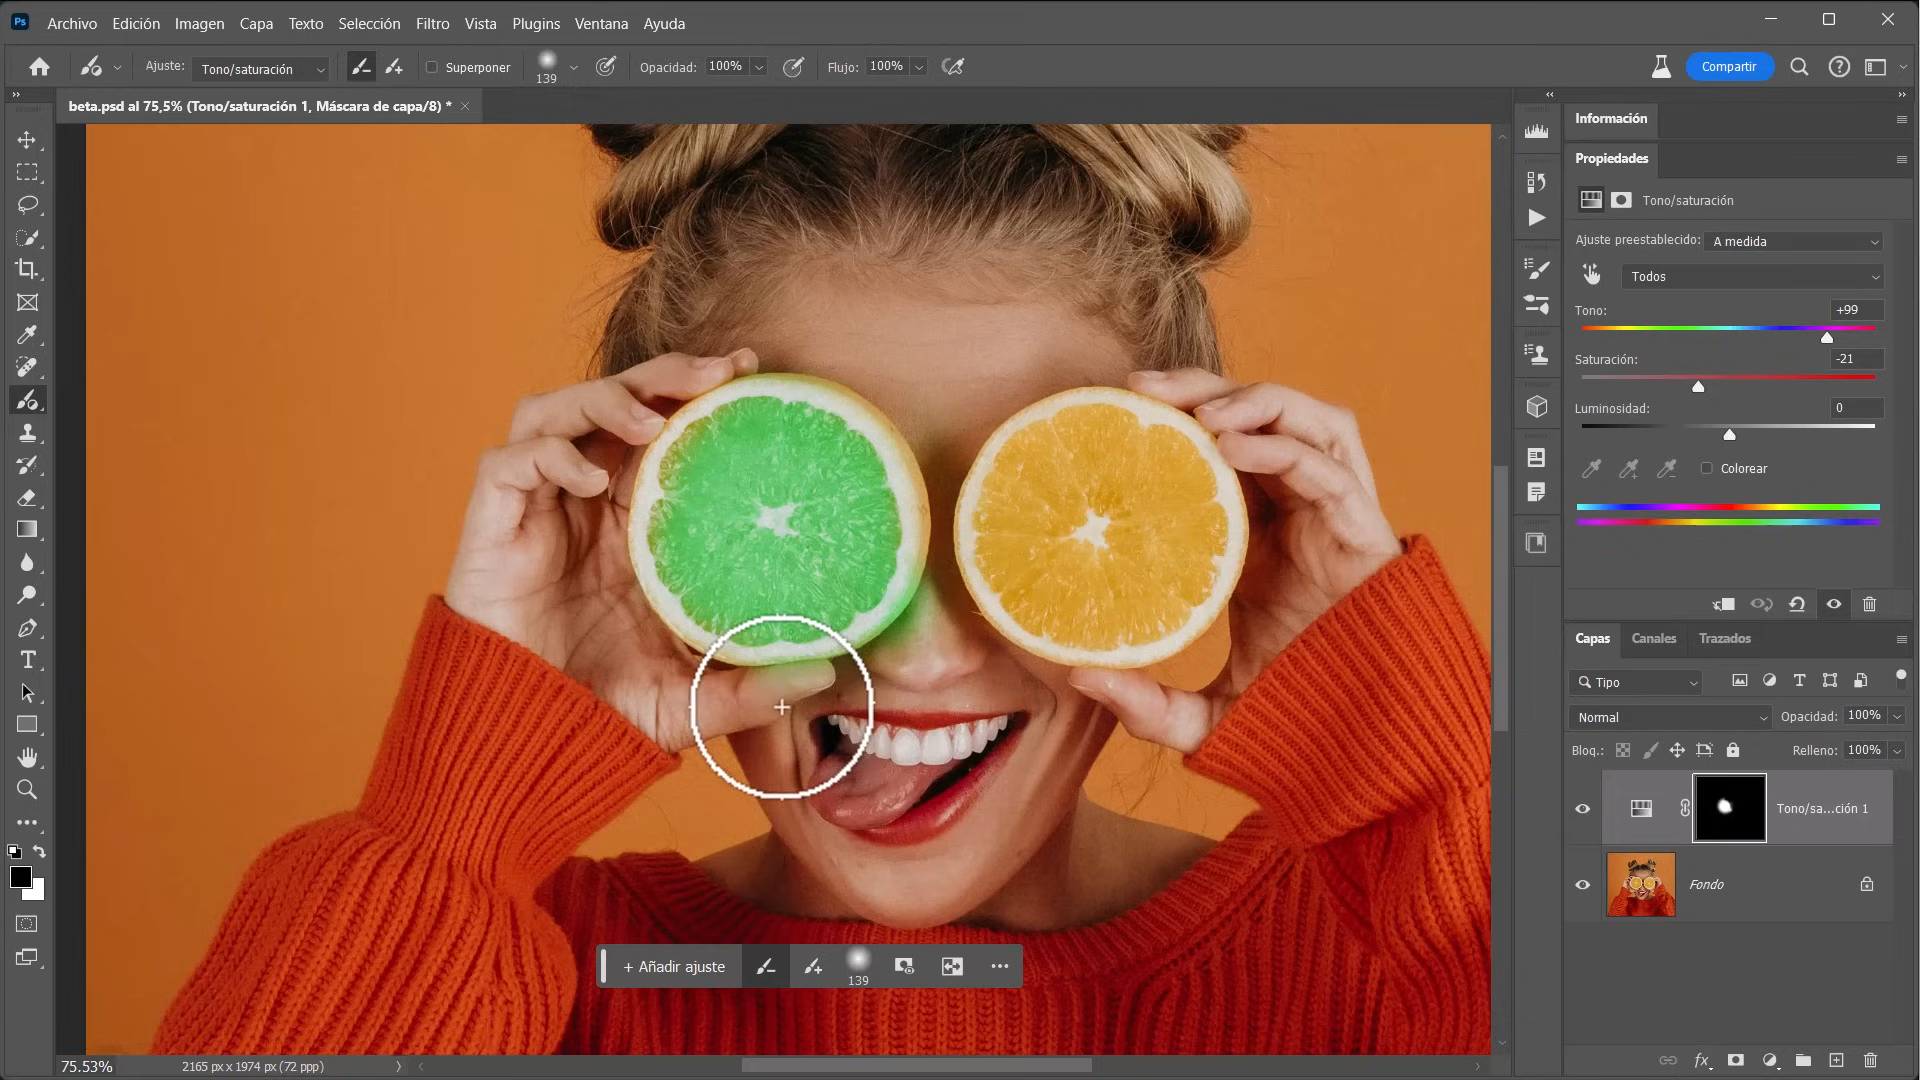 Ps Archivo Edición Imagen Capa Texto Selección Filtro Vista Plugins Ventana Ayuda
Ajuste: Tono/saturación Superponer 139 Opacidad: 100% Flujo: 100% Compartir
beta.psd al 75,5% (Tono/saturación 1, Máscara de capa/8) *
Información
Propiedades
Tono/saturación
Ajuste preestablecido: A medida
Todos
Tono: +99
Saturación: -21
Luminosidad: 0
Colorear
Capas Canales Trazados
Tipo
Normal Opacidad: 100%
Bloq.: Relleno: 100%
Tono/sa...ción 1
Fondo
+ Añadir ajuste
139
75.53% 2165 px x 1974 px (72 ppp)
fx